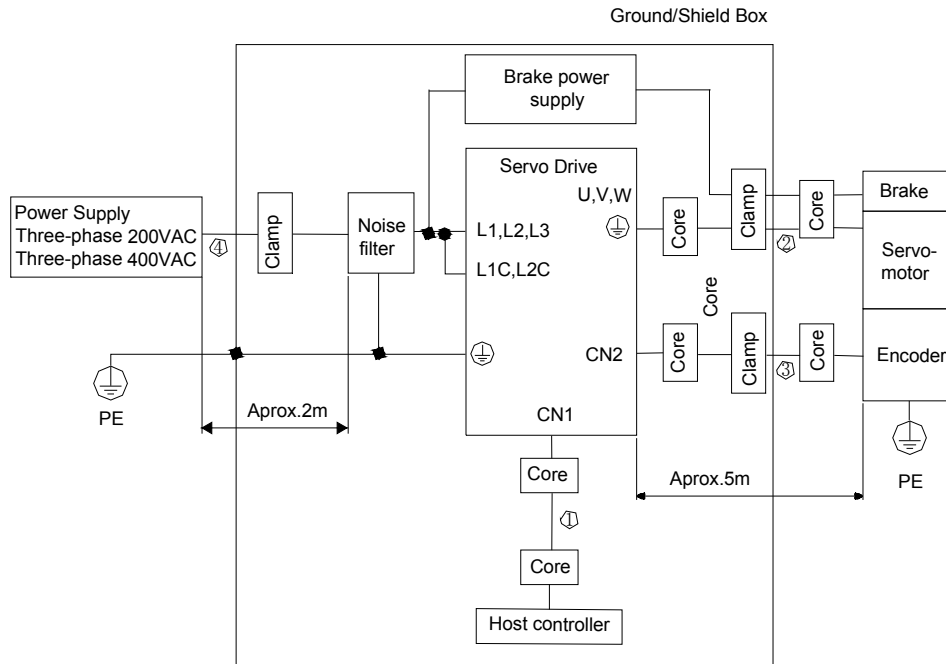 Ground/Shield Box
Brake power
supply
Servo Drive
U,V,W
Power Supply
Three-phase 200VAC
Three-phase 400VAC
④
Clamp
Noise
filter
L1,L2,L3
L1C,L2C
Core
Clamp
②
Core
Brake
Servo-
motor
Core
CN2
Core
Clamp
③
Core
Encoder
PE
Aprox.2m
CN1
Core
①
Core
Host controller
Aprox.5m
PE